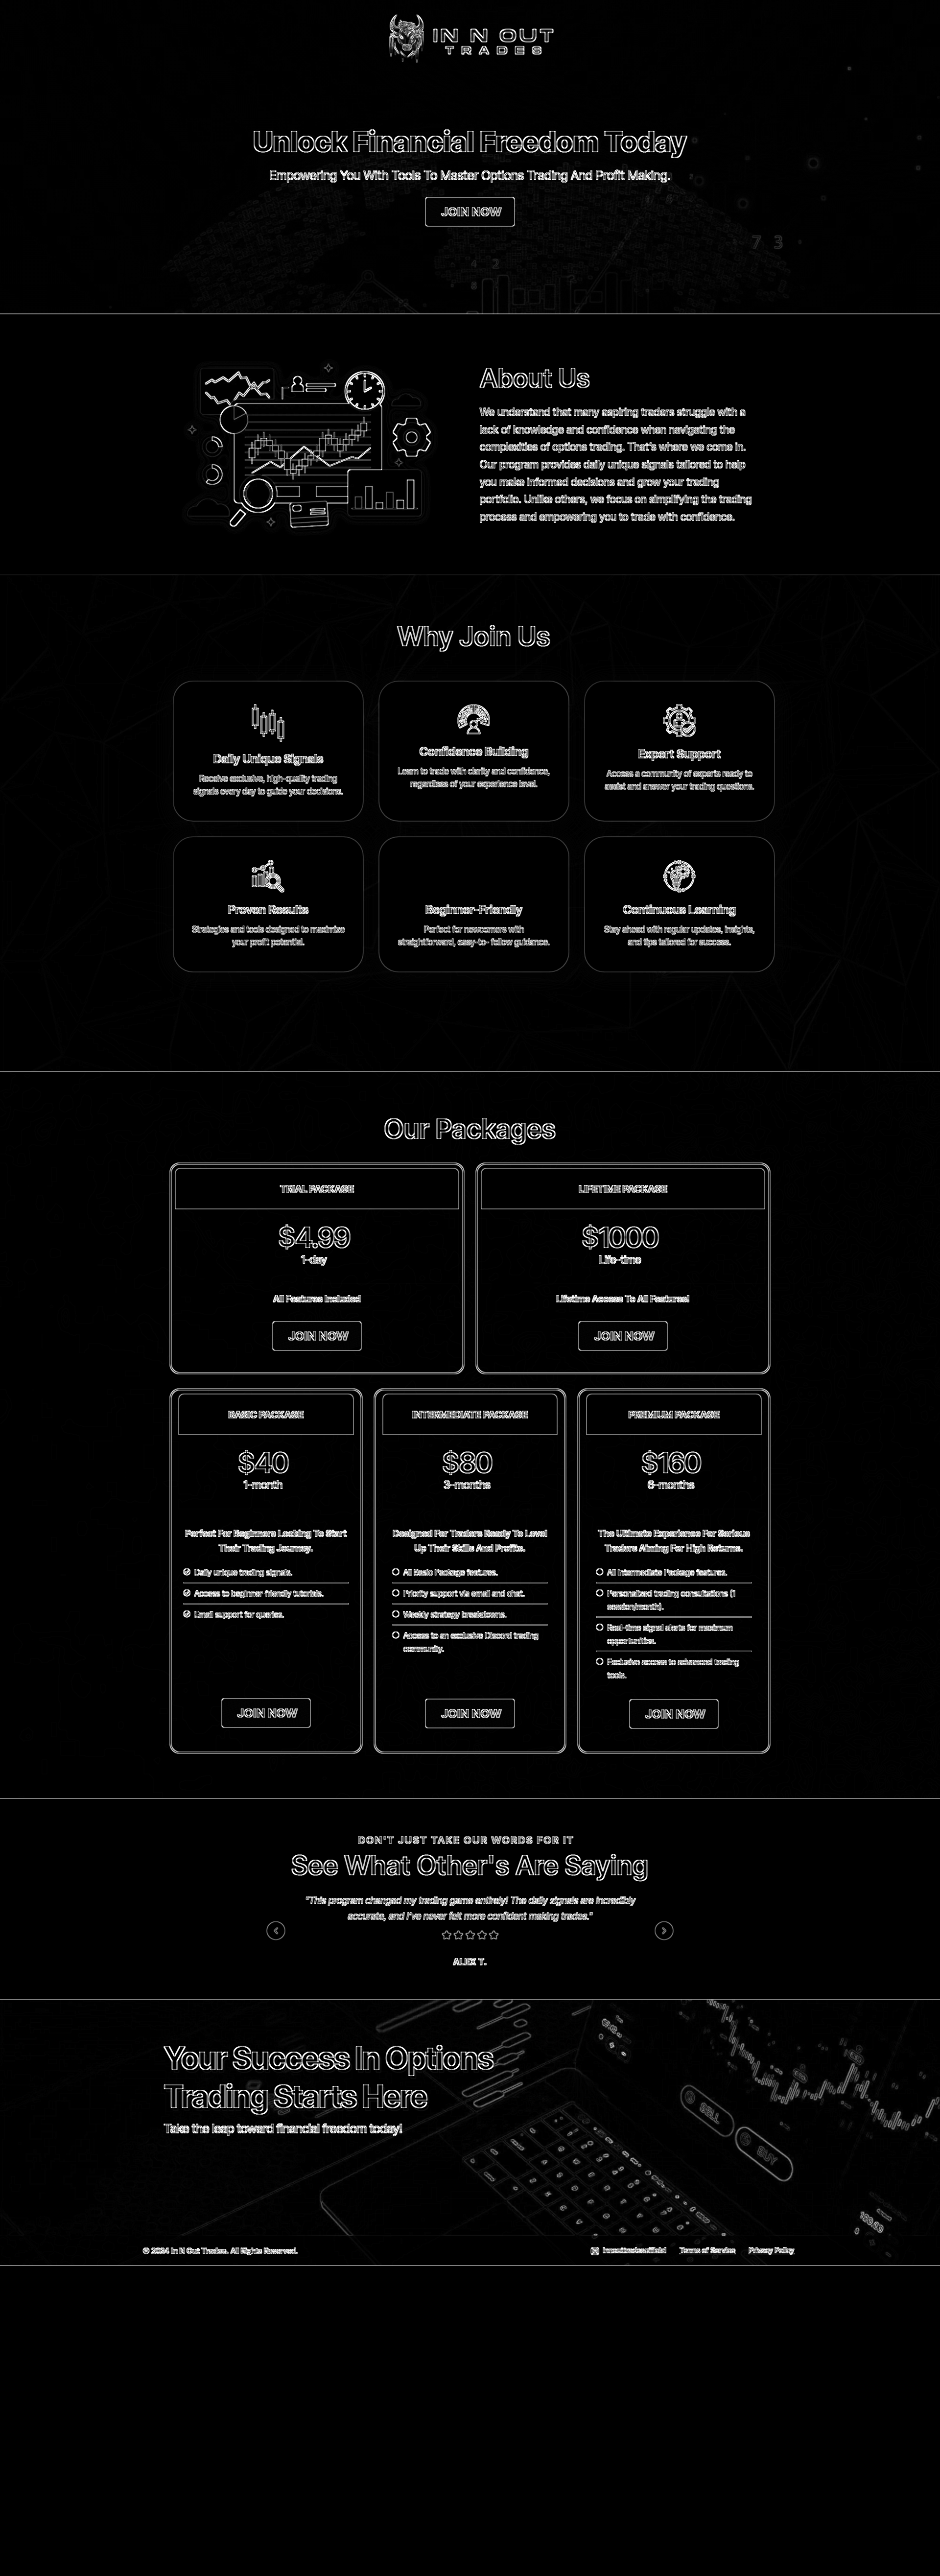 IN N OUT
TRADES
Unlock Financial Freedom Today
Empowering You With Tools To Master Options Trading And Profit Making.
JOIN NOW
7 3
4 2
About Us
We understand that many aspiring traders struggle with a
lack of knowledge and confidence when navigating the
complexities of options trading. That's where we come in.
Our program provides daily unique signals tailored to help
you make informed decisions and grow your trading
portfolio. Unlike others, we focus on simplifying the trading
process and empowering you to trade with confidence.
Why Join Us
Daily Unique Signals
Receive exclusive, high-quality trading
signals every day to guide your decisions.
Confidence Building
Learn to trade with clarity and confidence,
regardless of your experience level.
Expert Support
Access a community of experts ready to
assist and answer your trading questions.
Proven Results
Strategies and tools designed to maximize
your profit potential.
Beginner-Friendly
Perfect for newcomers with
straightforward, easy-to- follow guidance.
Continuous Learning
Stay ahead with regular updates, insights,
and tips tailored for success.
Our Packages
TRIAL PACKAGE
$4.99
1-day
All Features Included
JOIN NOW
LIFETIME PACKAGE
$1000
Life-time
Lifetime Access To All Features!
JOIN NOW
BASIC PACKAGE
$40
1-month
Perfect For Beginners Looking To Start
Their Trading Journey.
Daily unique trading signals.
Access to beginner-friendly tutorials.
Email support for queries.
JOIN NOW
INTERMEDIATE PACKAGE
$80
3-months
Designed For Traders Ready To Level
Up Their Skills And Profits.
All Basic Package features.
Priority support via email and chat.
Weekly strategy breakdowns.
Access to an exclusive Discord trading
community.
JOIN NOW
PREMIUM PACKAGE
$160
6-months
The Ultimate Experience For Serious
Traders Aiming For High Returns.
All Intermediate Package features.
Personalized trading consultations (1
session/month).
Real-time signal alerts for maximum
opportunities.
Exclusive access to advanced trading
tools.
JOIN NOW
DON'T JUST TAKE OUR WORDS FOR IT
See What Other's Are Saying
"This program changed my trading game entirely! The daily signals are incredibly
accurate, and I've never felt more confident making trades."
ALEX T.
Your Success In Options
Trading Starts Here
Take the leap toward financial freedom today!
SELL
BUY
© 2024 In N Out Trades. All Rights Reserved.
Terms of Service
Privacy Policy